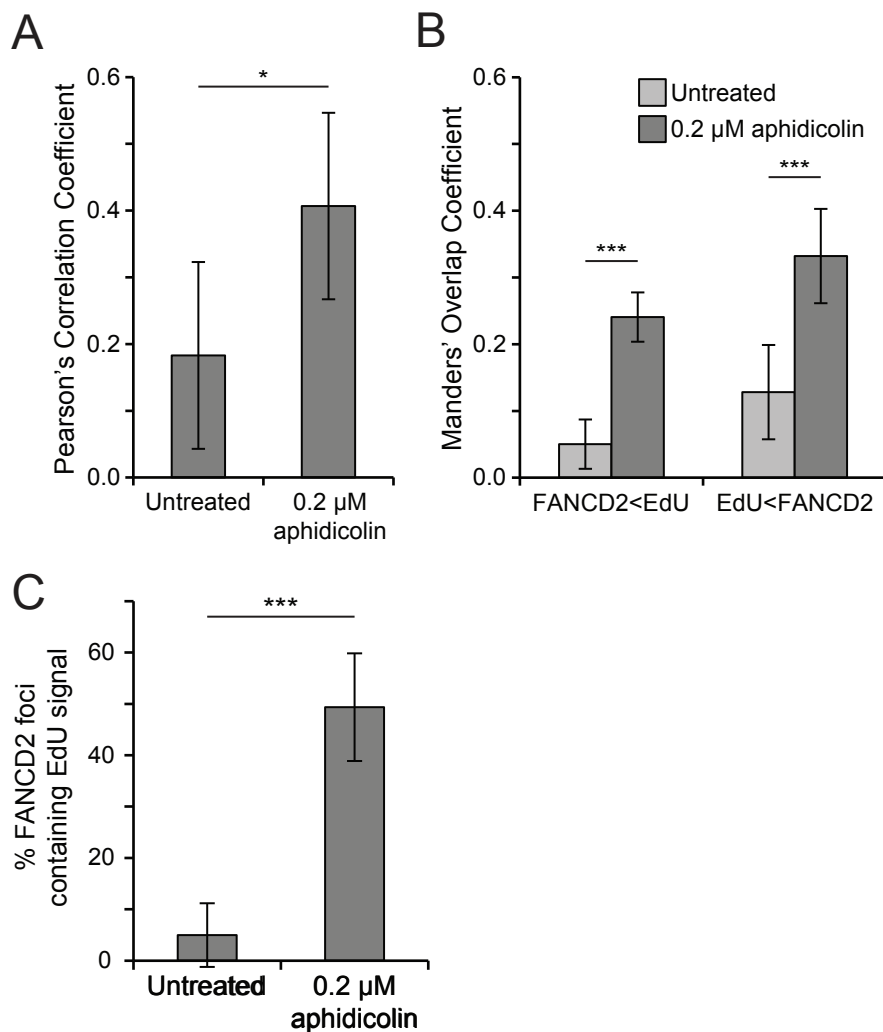 A
Pearson's Correlation Coefficient
0.6
0.4
0.2
0.0
*
Untreated
0.2 µM
aphidicolin
B
Manders' Overlap Coefficient
0.6
0.4
0.2
0.0
Untreated
0.2 µM aphidicolin
***
***
FANCD2<EdU
EdU<FANCD2
C
% FANCD2 foci
containing EdU signal
60
40
20
0
***
Untreated
0.2 µM
aphidicolin